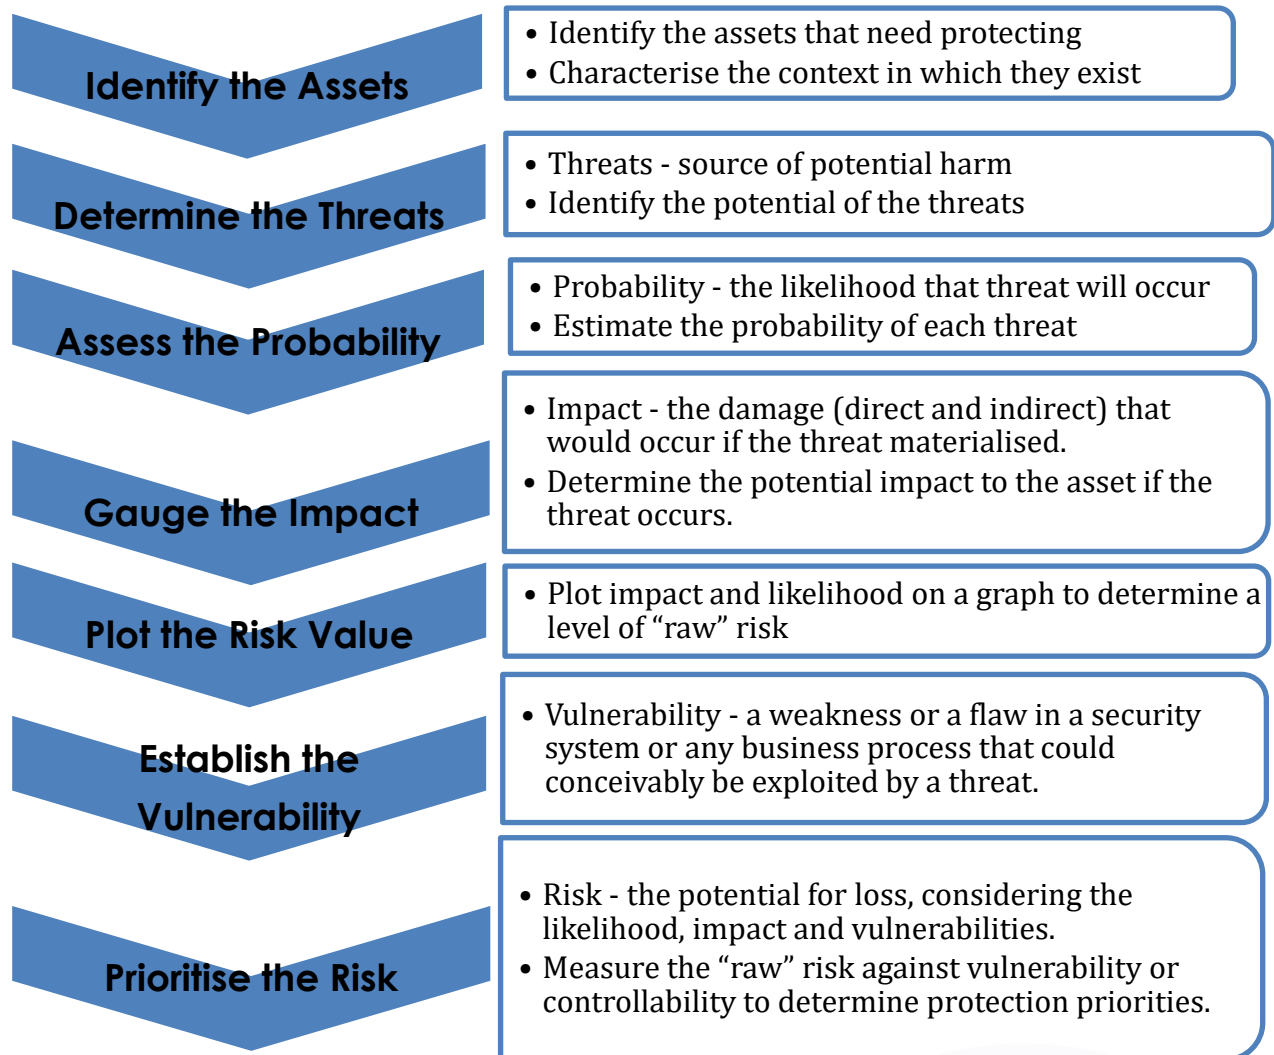 Identify the Assets
• Identify the assets that need protecting
• Characterise the context in which they exist
Determine the Threats
• Threats - source of potential harm
• Identify the potential of the threats
Assess the Probability
• Probability - the likelihood that threat will occur
• Estimate the probability of each threat
Gauge the Impact
• Impact - the damage (direct and indirect) that
would occur if the threat materialised.
• Determine the potential impact to the asset if the
threat occurs.
Plot the Risk Value
• Plot impact and likelihood on a graph to determine a
level of “raw” risk
Establish the
Vulnerability
• Vulnerability - a weakness or a flaw in a security
system or any business process that could
conceivably be exploited by a threat.
Prioritise the Risk
• Risk - the potential for loss, considering the
likelihood, impact and vulnerabilities.
• Measure the “raw” risk against vulnerability or
controllability to determine protection priorities.